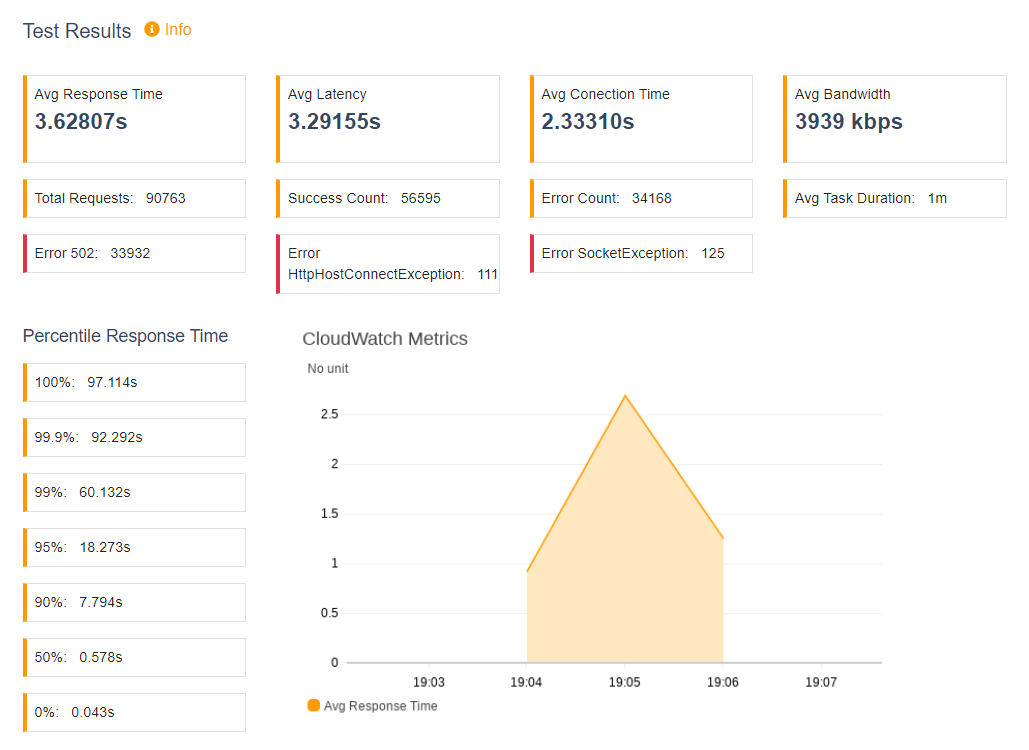 Test Results Info
Avg Response Time
3.62807s
Avg Latency
3.29155s
Avg Conection Time
2.33310s
Avg Bandwidth
3939 kbps
Total Requests: 90763
Success Count: 56595
Error Count: 34168
Avg Task Duration: 1m
Error 502: 33932
Error
HttpHostConnectException: 111
Error SocketException: 125
Percentile Response Time
100%: 97.114s
99.9%: 92.292s
99%: 60.132s
95%: 18.273s
90%: 7.794s
50%: 0.578s
0%: 0.043s
CloudWatch Metrics
No unit
2.5
2
1.5
1
0.5
0
19:03 19:04 19:05 19:06 19:07
Avg Response Time